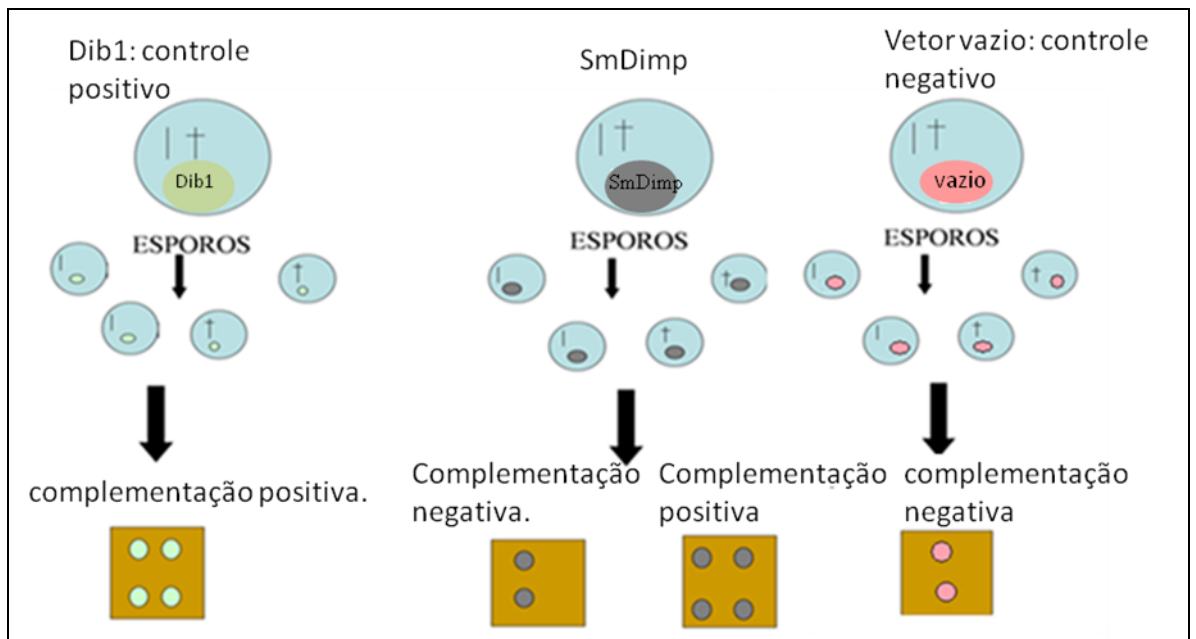 Dib1: controle
positivo
Dib1
ESPOROS
complementação positiva.
SmDimp
SmDimp
ESPOROS
Complementação
negativa.
Complementação
positiva
Vetor vazio: controle
negativo
vazio
ESPOROS
complementação
negativa